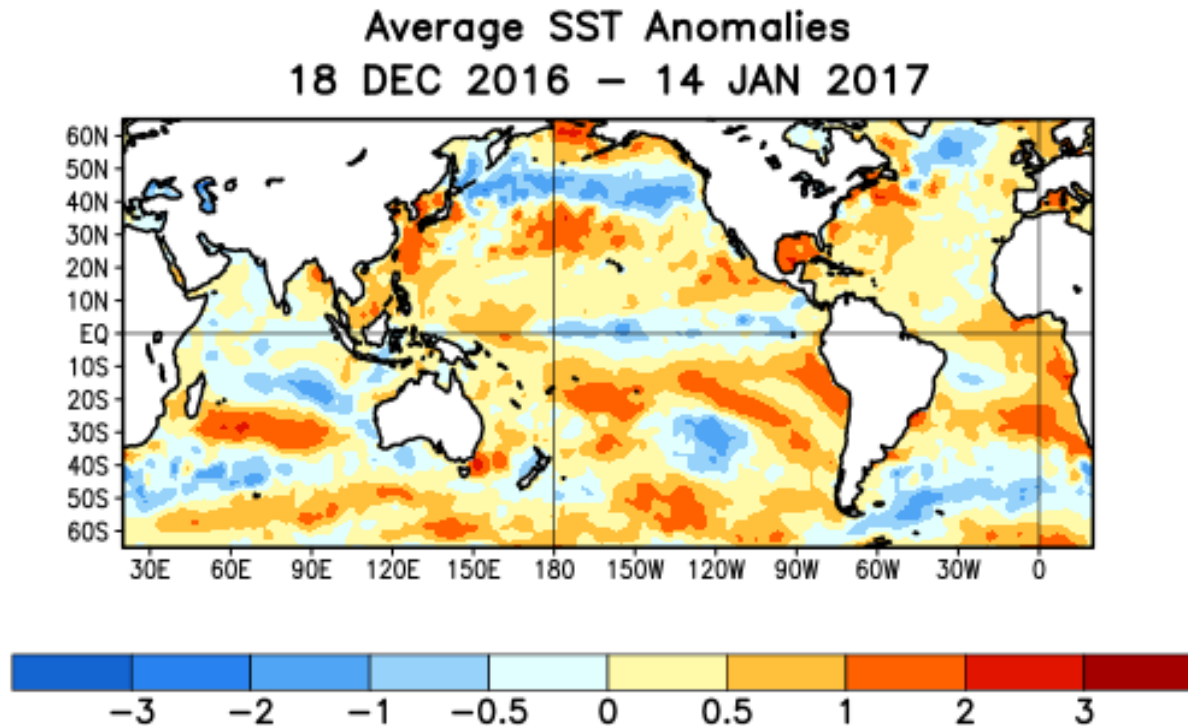 Average SST Anomalies
18 DEC 2016 – 14 JAN 2017
60N
50N
40N
30N
20N
10N
EQ
10S
20S
30S
40S
50S
60S
30E 60E 90E 120E 150E 180 150W 120W 90W 60W 30W 0
-3 -2 -1 -0.5 0 0.5 1 2 3